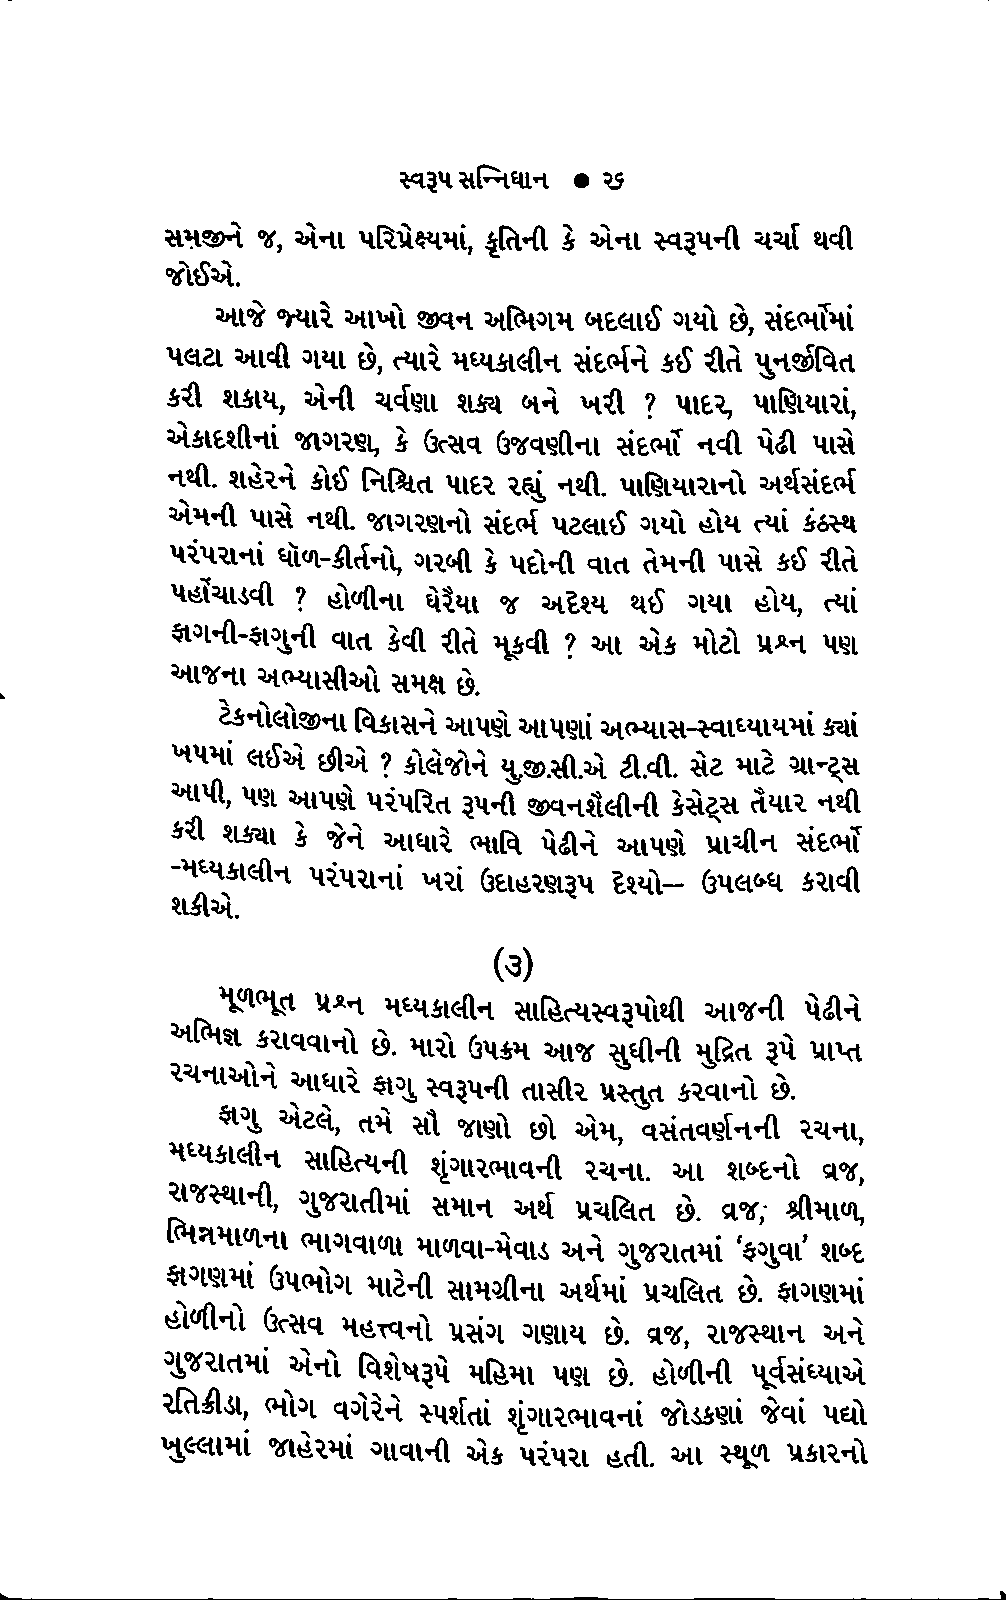 સ્વરૂપ સન્નિધાન ● ૨૬
સમજીને જ, એના પરિપ્રેક્ષ્યમાં, કૃતિની કે એના સ્વરૂપની ચર્ચા થવી
જોઈએ.
આજે જ્યારે આખો જીવન અભિગમ બદલાઈ ગયો છે, સંદર્ભોમાં
પલટા આવી ગયા છે, ત્યારે મધ્યકાલીન સંદર્ભને કઈ રીતે પુનર્જીવિત
કરી શકાય, એની ચર્વણા શક્ય બને ખરી ? પાદર, પાણિયારાં,
એકાદશીનાં જાગરણ, કે ઉત્સવ ઉજવણીના સંદર્ભો નવી પેઢી પાસે
નથી. શહેરને કોઈ નિશ્ચિત પાદર રહ્યું નથી. પાણિયારાનો અર્થસંદર્ભ
એમની પાસે નથી. જાગરણનો સંદર્ભ પટલાઈ ગયો હોય ત્યાં કંઠસ્થ
પરંપરાનાં ધૉળ-કીર્તનો, ગરબી કે પદોની વાત તેમની પાસે કઈ રીતે
પહોંચાડવી ? હોળીના ઘેરૈયા જ અદૃશ્ય થઈ ગયા હોય, ત્યાં
ફાગની-ફાગુની વાત કેવી રીતે મૂકવી ? આ એક મોટો પ્રશ્ન પણ
આજના અભ્યાસીઓ સમક્ષ છે.
ટેકનોલોજીના વિકાસને આપણે આપણાં અભ્યાસ-સ્વાધ્યાયમાં ક્યાં
ખપમાં લઈએ છીએ ? કોલેજોને યુ.જી.સી.એ ટી.વી. સેટ માટે ગ્રાન્ટ્સ
આપી, પણ આપણે પરંપરિત રૂપની જીવનશૈલીની કેસેટ્સ તૈયાર નથી
કરી શક્યા કે જેને આધારે ભાવિ પેઢીને આપણે પ્રાચીન સંદર્ભો
-મધ્યકાલીન પરંપરાનાં ખરાં ઉદાહરણરૂપ દૃશ્યો— ઉપલબ્ધ કરાવી
શકીએ.
(૩)
મૂળભૂત પ્રશ્ન મધ્યકાલીન સાહિત્યસ્વરૂપોથી આજની પેઢીને
અભિજ્ઞ કરાવવાનો છે. મારો ઉપક્રમ આજ સુધીની મુદ્રિત રૂપે પ્રાપ્ત
રચનાઓને આધારે ફાગુ સ્વરૂપની તાસીર પ્રસ્તુત કરવાનો છે.
ફાગુ એટલે, તમે સૌ જાણો છો એમ, વસંતવર્ણનની રચના,
મધ્યકાલીન સાહિત્યની શૃંગારભાવની રચના. આ શબ્દનો વ્રજ,
રાજસ્થાની, ગુજરાતીમાં સમાન અર્થ પ્રચલિત છે. વ્રજ, શ્રીમાળ,
ભિન્નમાળના ભાગવાળા માળવા-મેવાડ અને ગુજરાતમાં ‘ફગુવા’ શબ્દ
ફાગણમાં ઉપભોગ માટેની સામગ્રીના અર્થમાં પ્રચલિત છે. ફાગણમાં
હોળીનો ઉત્સવ મહત્ત્વનો પ્રસંગ ગણાય છે. વ્રજ, રાજસ્થાન અને
ગુજરાતમાં એનો વિશેષરૂપે મહિમા પણ છે. હોળીની પૂર્વસંધ્યાએ
રતિક્રીડા, ભોગ વગેરેને સ્પર્શતાં શૃંગારભાવનાં જોડકણાં જેવાં પદ્યો
ખુલ્લામાં જાહેરમાં ગાવાની એક પરંપરા હતી. આ સ્થૂળ પ્રકારનો